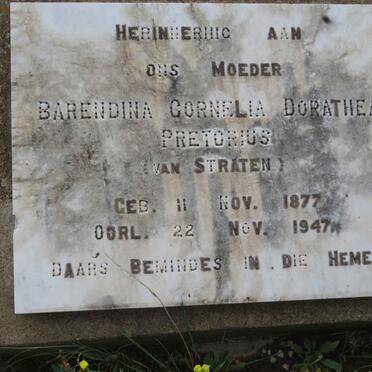 HERINNERING AAN
ONS MOEDER
BARENDINA CORNELIA DORATHEA
PRETORIUS
(VAN STRATEN)
GEB. 11 NOV. 1877
OORL. 22 NOV. 1947
DAAR'S BEMINDES IN DIE HEME